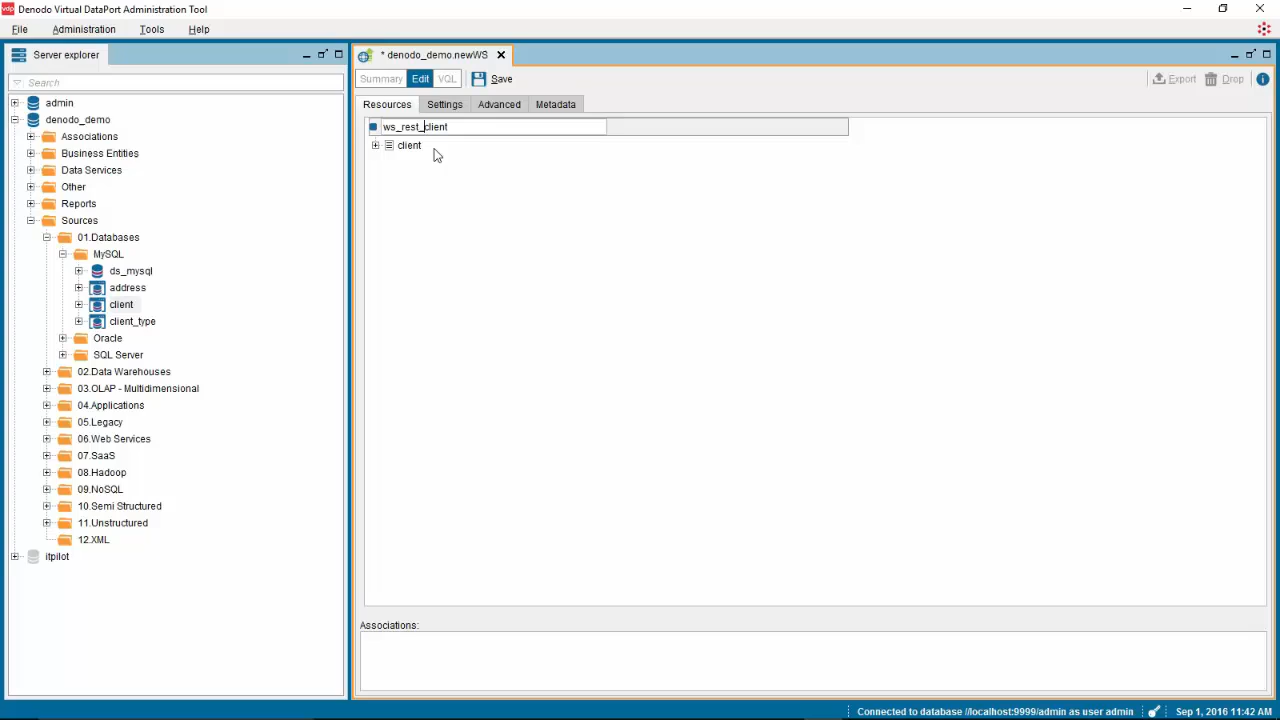 vdp Denodo Virtual DataPort Administration Tool
File Administration Tools Help
Server explorer
Search
admin
denodo_demo
Associations
Business Entities
Data Services
Other
Reports
Sources
01.Databases
MySQL
ds_mysql
address
client
client_type
Oracle
SQL Server
02.Data Warehouses
03.OLAP - Multidimensional
04.Applications
05.Legacy
06.Web Services
07.SaaS
08.Hadoop
09.NoSQL
10.Semi Structured
11.Unstructured
12.XML
itpilot
* denodo_demo.newWS
Summary Edit VQL Save Export Drop
Resources Settings Advanced Metadata
ws_rest_client
client
Associations:
Connected to database //localhost:9999/admin as user admin Sep 1, 2016 11:42 AM